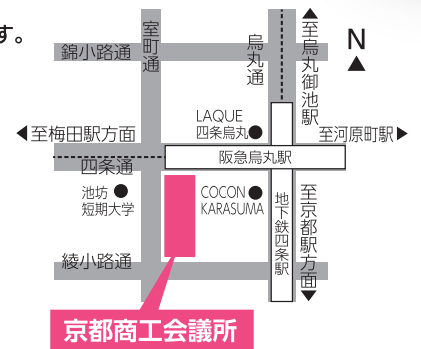 す。
室町通
烏丸通
至烏丸御池駅
N
錦小路通
LAQUE
四条烏丸
至梅田駅方面
至河原町駅
阪急烏丸駅
四条通
池坊
短期大学
COCON
KARASUMA
地下鉄四条駅
至京都駅方面
綾小路通
京都商工会議所